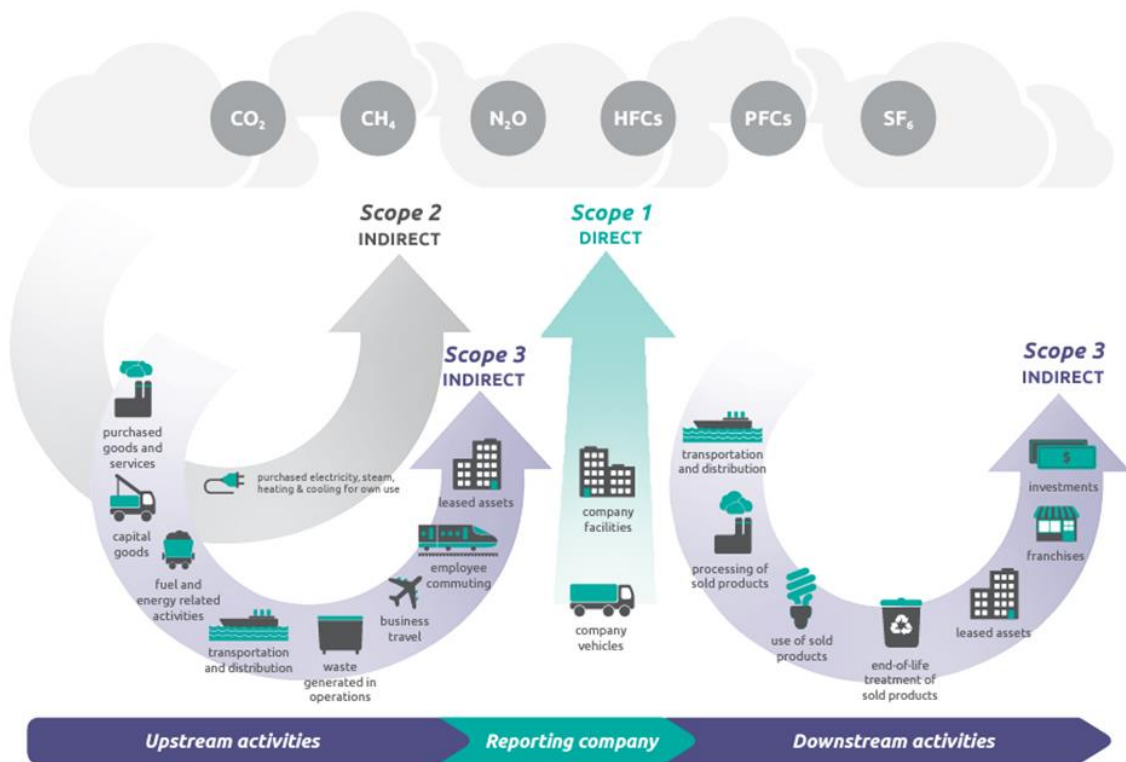 CO₂
CH₄
N₂O
HFCs
PFCs
SF₆
Scope 2
INDIRECT
Scope 1
DIRECT
Scope 3
INDIRECT
Scope 3
INDIRECT
purchased
goods and
services
capital
goods
fuel and
energy related
activities
purchased electricity, steam,
heating & cooling for own use
transportation
and distribution
waste
generated in
operations
business
travel
employee
commuting
leased assets
company
facilities
company
vehicles
transportation
and distribution
processing of
sold products
use of sold
products
end-of-life
treatment of
sold products
leased assets
franchises
$
investments
Upstream activities
Reporting company
Downstream activities